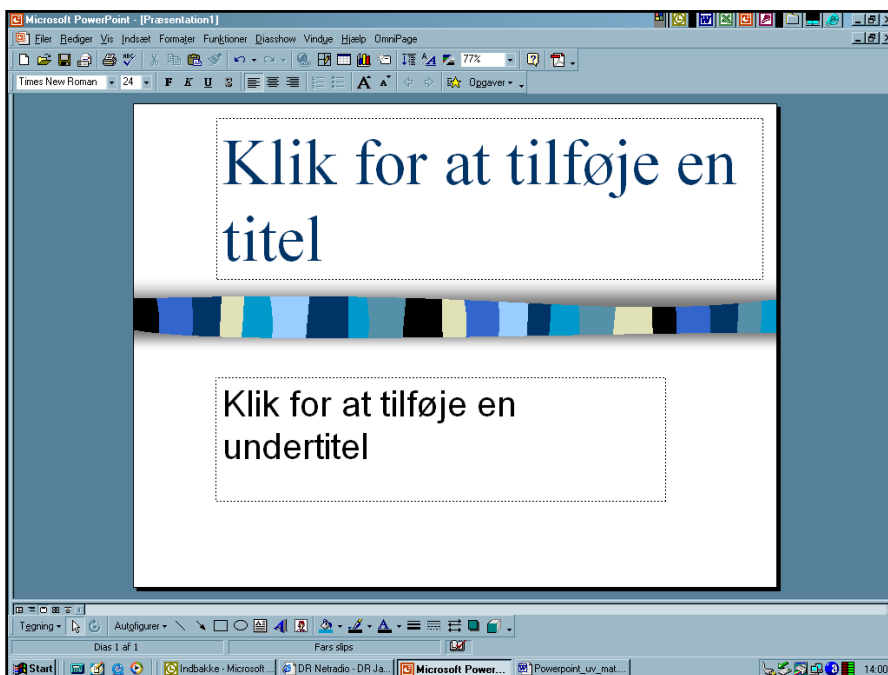 Microsoft PowerPoint - [Præsentation1]
Filer Rediger Vis Indsæt Formater Funktioner Diasshow Vindue Hjælp OmniPage
77%
Times New Roman 24 F K U S Opgaver
Klik for at tilføje en
titel
Klik for at tilføje en
undertitel
Tegning Autofigurer
Dias 1 af 1 Fars slips
Start Indbakke - Microsoft ... DR Netradio - DR Ja... Microsoft Power... Powerpoint_uv_mat.... 14:00